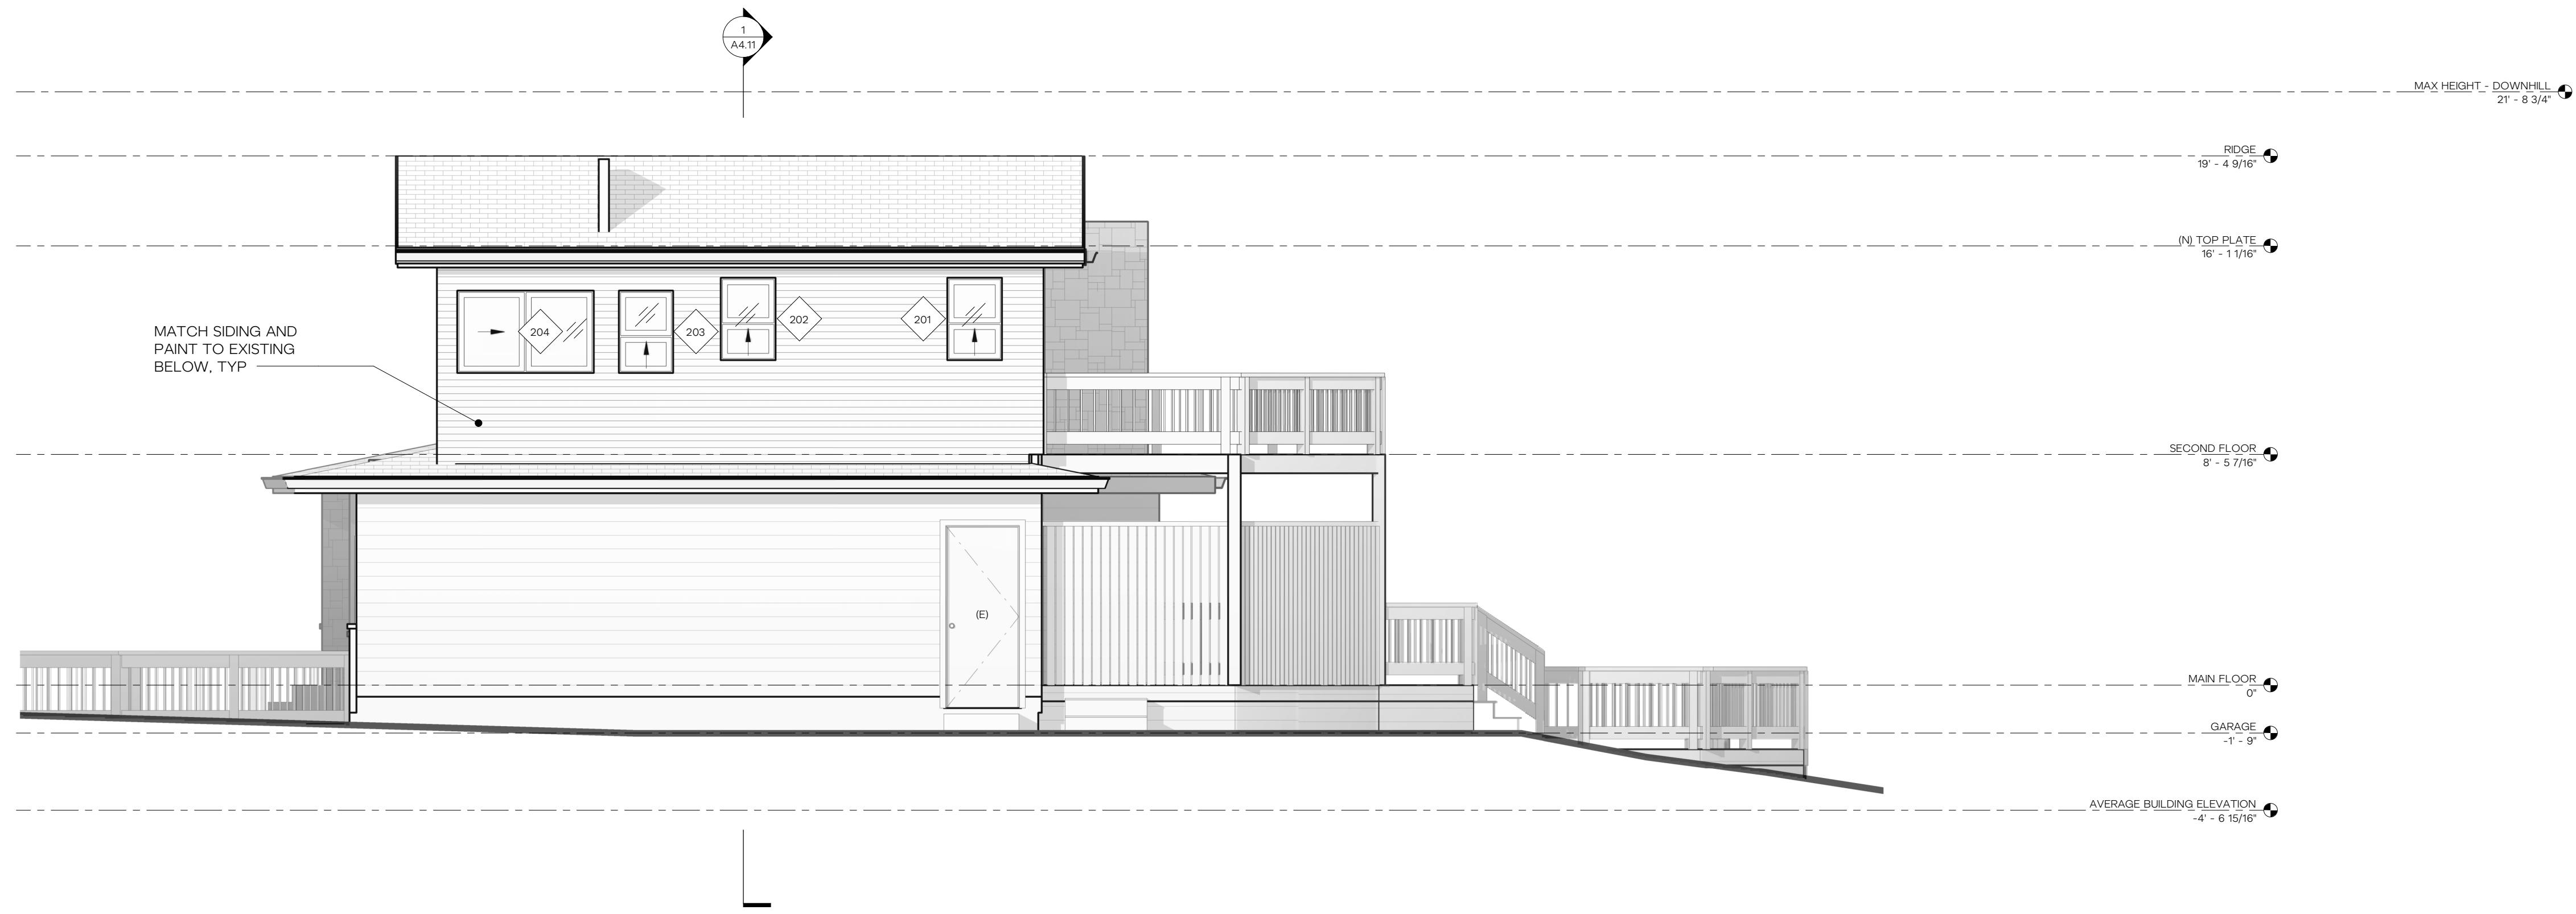 1
A4.11
MAX HEIGHT - DOWNHILL
21' - 8 3/4"
RIDGE
19' - 4 9/16"
(N) TOP PLATE
16' - 1 1/16"
MATCH SIDING AND
PAINT TO EXISTING
BELOW, TYP
204
203
202
201
SECOND FLOOR
8' - 5 7/16"
(E)
MAIN FLOOR
0"
GARAGE
-1' - 9"
AVERAGE BUILDING ELEVATION
-4' - 6 15/16"